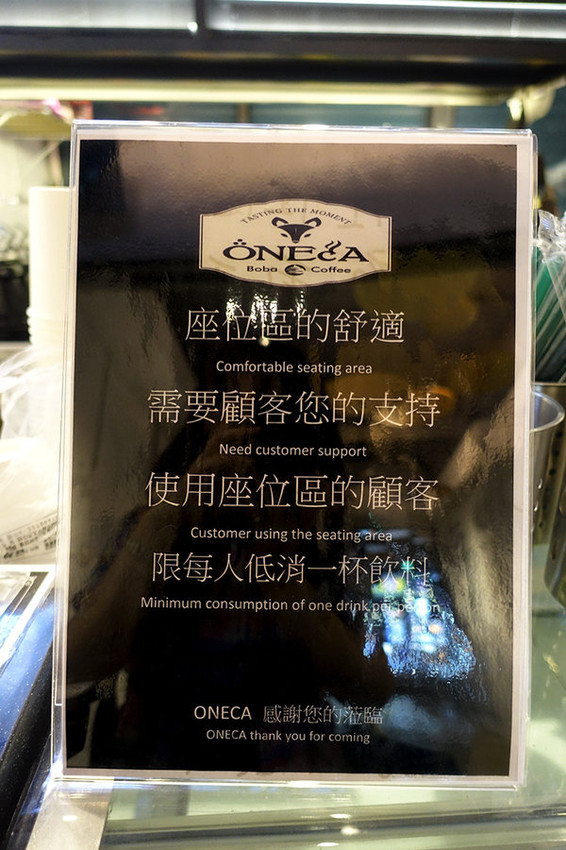 TASTING THE MOMENT
ÖNECA
Boba Coffee
座位區的舒適
Comfortable seating area
需要顧客您的支持
Need customer support
使用座位區的顧客
Customer using the seating area
限每人低消一杯飲料
Minimum consumption of one drink per person
ONECA 感謝您的蒞臨
ONECA thank you for coming